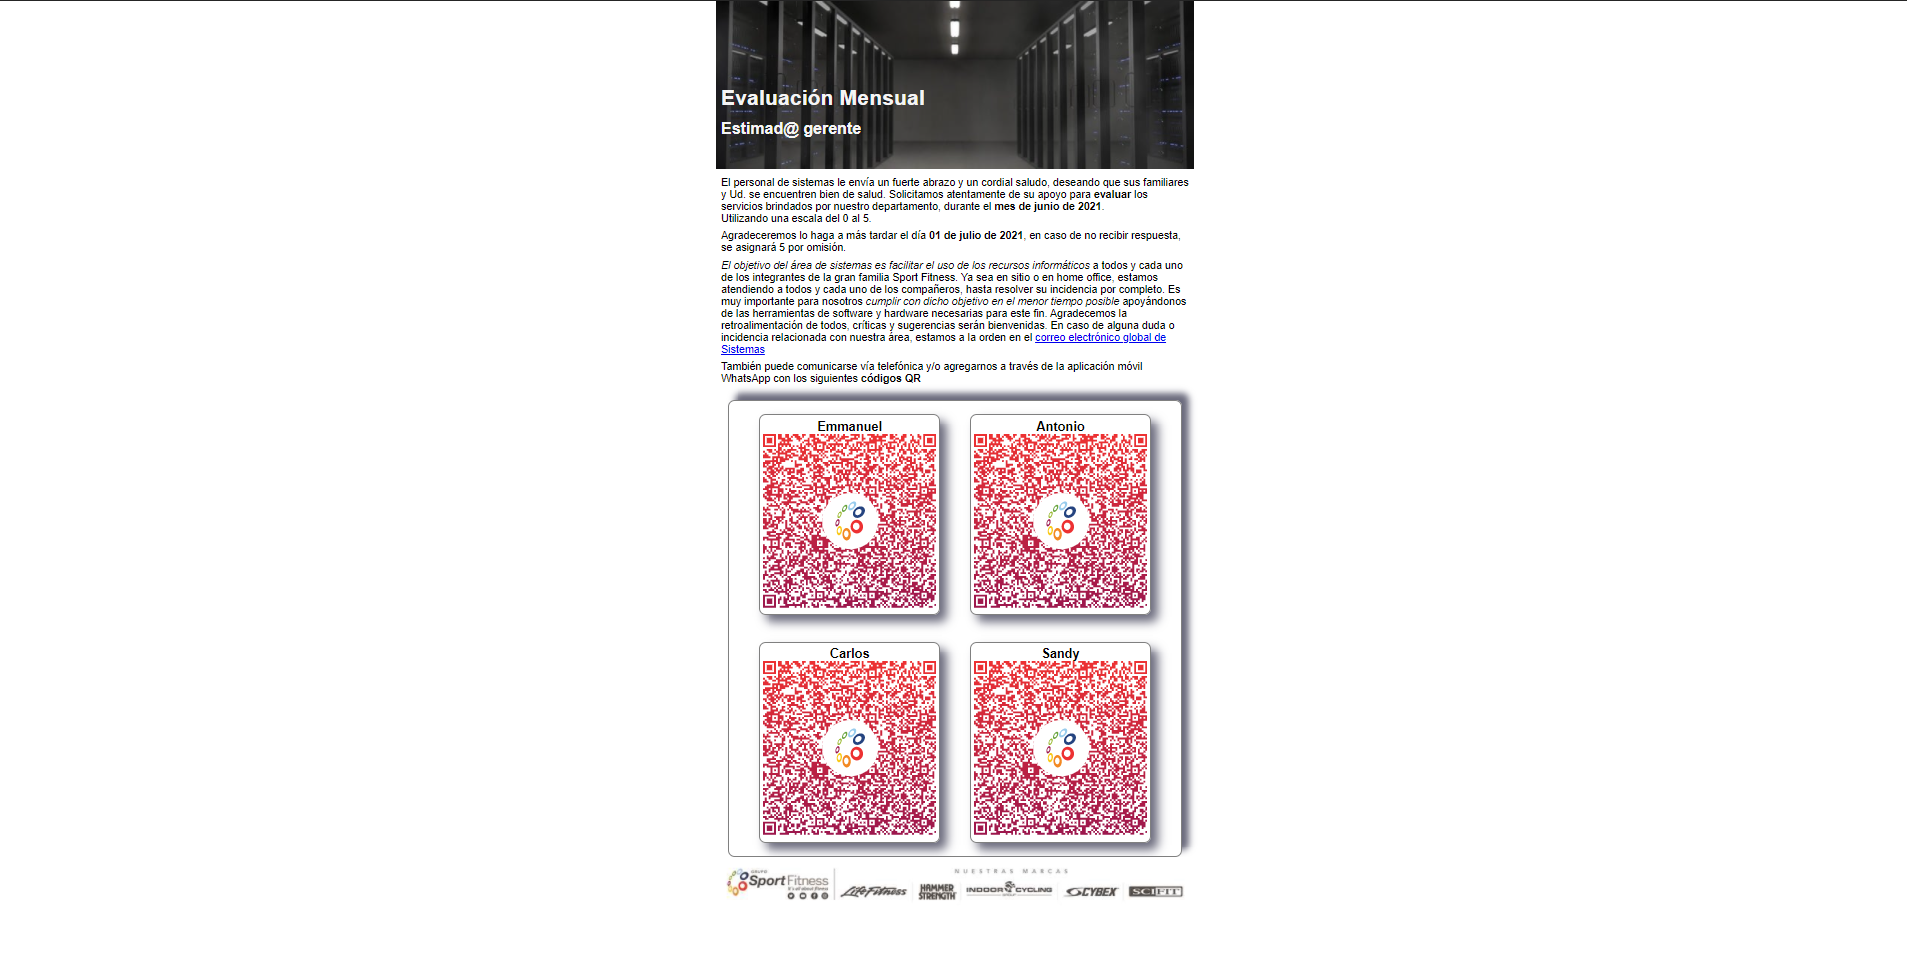 Evaluación Mensual
Estimad@ gerente
El personal de sistemas le envía un fuerte abrazo y un cordial saludo, deseando que sus familiares
y Ud. se encuentren bien de salud. Solicitamos atentamente de su apoyo para evaluar los
servicios brindados por nuestro departamento, durante el mes de junio de 2021.
Utilizando una escala del 0 al 5.
Agradeceremos lo haga a más tardar el día 01 de julio de 2021, en caso de no recibir respuesta,
se asignará 5 por omisión.
El objetivo del área de sistemas es facilitar el uso de los recursos informáticos a todos y cada uno
de los integrantes de la gran familia Sport Fitness. Ya sea en sitio o en home office, estamos
atendiendo a todos y cada uno de los compañeros, hasta resolver su incidencia por completo. Es
muy importante para nosotros cumplir con dicho objetivo en el menor tiempo posible apoyándonos
de las herramientas de software y hardware necesarias para este fin. Agradecemos la
retroalimentación de todos, críticas y sugerencias serán bienvenidas. En caso de alguna duda o
incidencia relacionada con nuestra área, estamos a la orden en el correo electrónico global de
Sistemas
También puede comunicarse vía telefónica y/o agregarnos a través de la aplicación móvil
WhatsApp con los siguientes códigos QR
Emmanuel
Antonio
Carlos
Sandy
GRUPO
SportFitness
It's all about fitness
NUESTRAS MARCAS
LifeFitness
HAMMER
STRENGTH
INDOOR CYCLING
CYBEX
SCIFIT